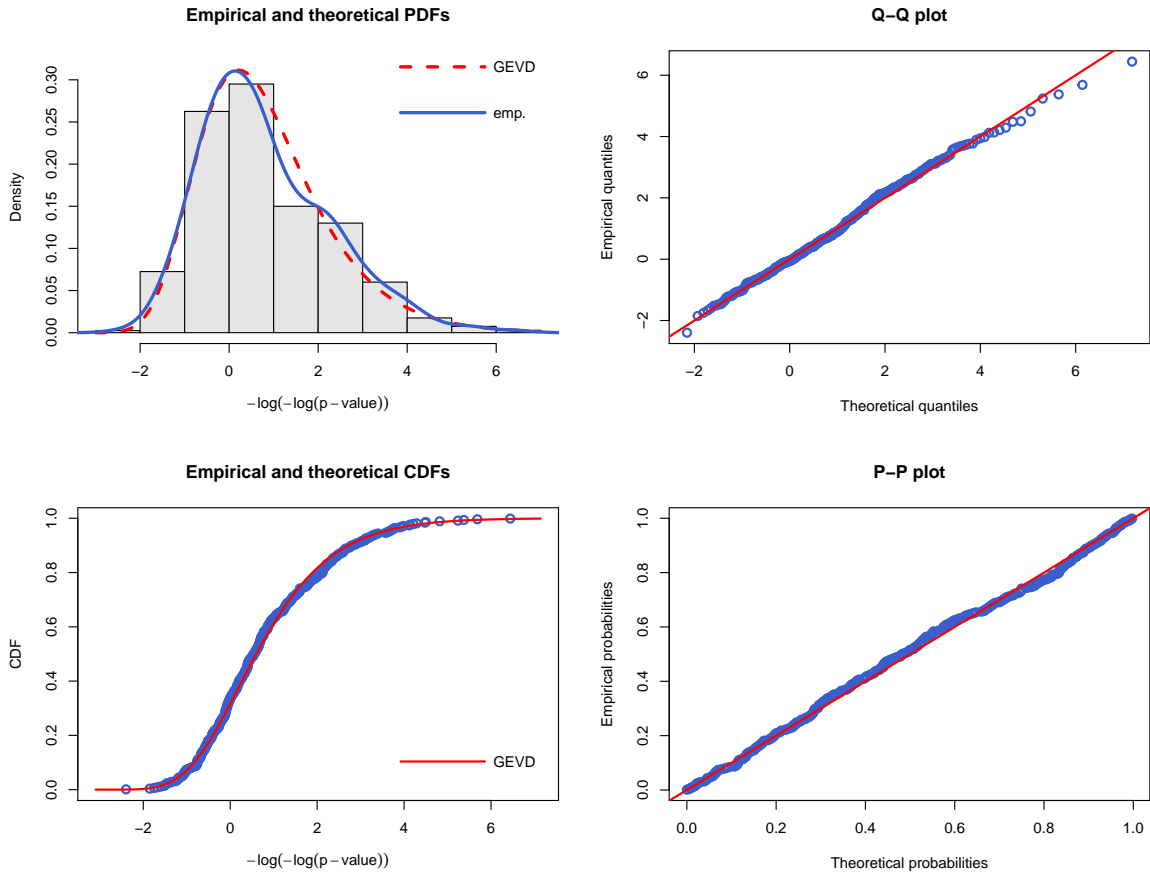 Empirical and theoretical PDFs
GEVD
emp.
Density
0.00 0.05 0.10 0.15 0.20 0.25 0.30
−2 0 2 4 6
−log(−log(p−value))
Q−Q plot
Empirical quantiles
−2 0 2 4 6
−2 0 2 4 6
Theoretical quantiles
Empirical and theoretical CDFs
CDF
0.0 0.2 0.4 0.6 0.8 1.0
GEVD
−2 0 2 4 6
−log(−log(p−value))
P−P plot
Empirical probabilities
0.0 0.2 0.4 0.6 0.8 1.0
0.0 0.2 0.4 0.6 0.8 1.0
Theoretical probabilities